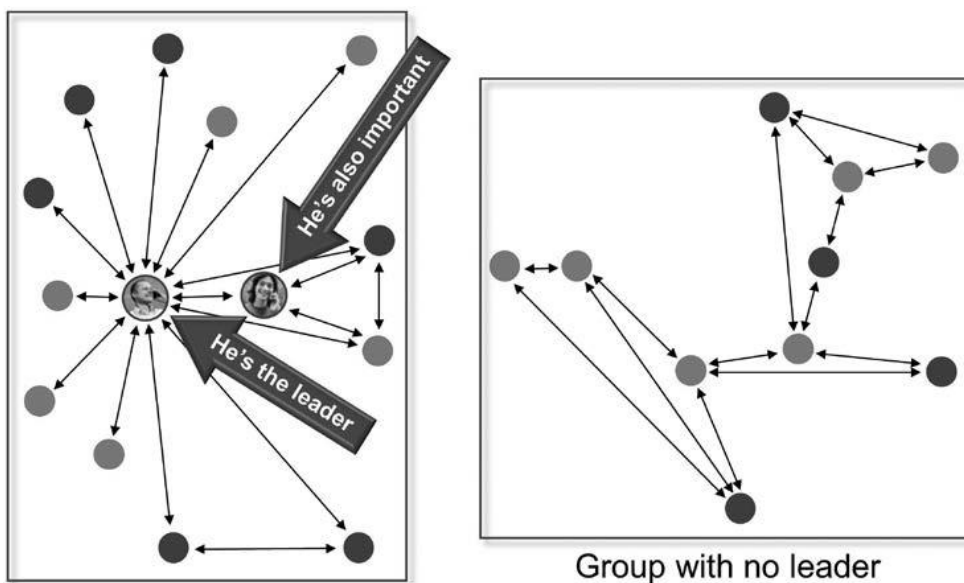 He's also important
He's the leader
Group with no leader